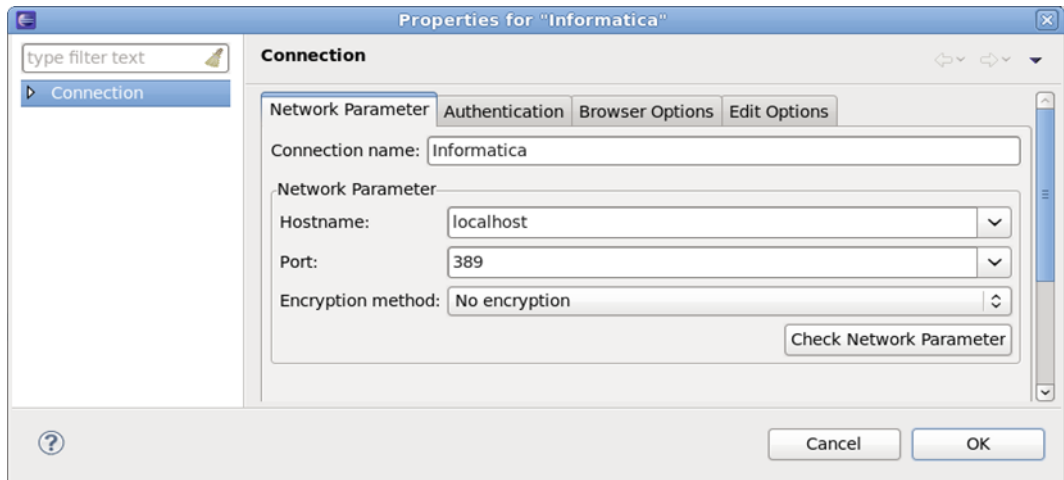 Properties for "Informatica"
type filter text
Connection
Connection
Network Parameter Authentication Browser Options Edit Options
Connection name: Informatica
Network Parameter
Hostname: localhost
Port: 389
Encryption method: No encryption
Check Network Parameter
Cancel OK